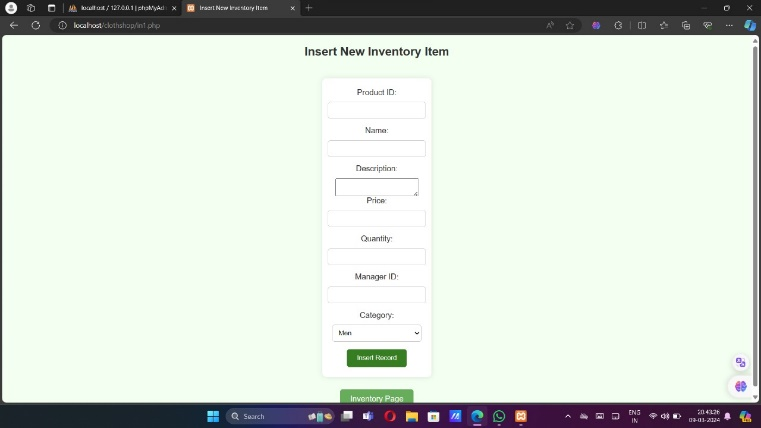 localhost / 127.0.0.1 | phpMyAd
Insert New Inventory Item
localhost/clothshop/in1.php
Insert New Inventory Item
Product ID:
Name:
Description:
Price:
Quantity:
Manager ID:
Category:
Men
Insert Record
Inventory Page
Search
ENG
IN
20:43:26
09-03-2024